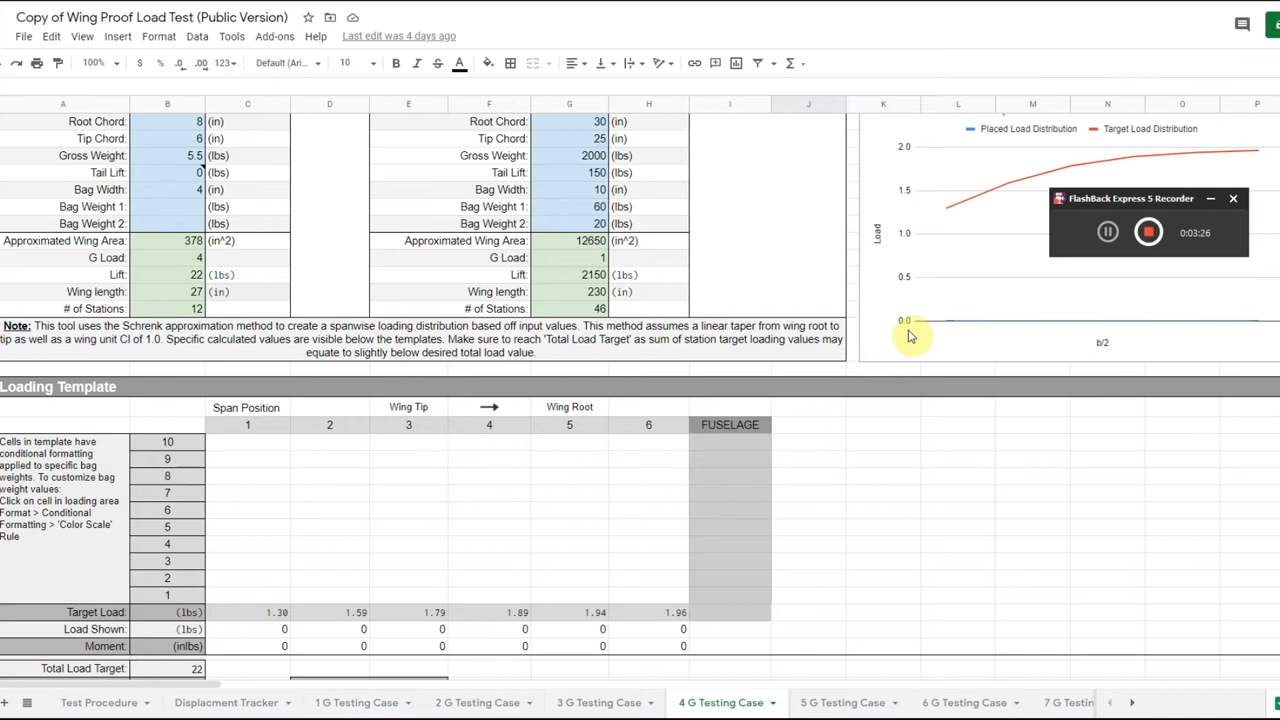 Copy of Wing Proof Load Test (Public Version)
File Edit View Insert Format Data Tools Add-ons Help Last edit was 4 days ago
100% $ % .0 .00 123 Default (Ari... 10 B I S A
A B C D E F G H I J K L M N O P
Root Chord: 8 (in) Root Chord: 30 (in)
Tip Chord: 6 (in) Tip Chord: 25 (in)
Gross Weight: 5.5 (lbs) Gross Weight: 2000 (lbs)
Tail Lift: 0 (lbs) Tail Lift: 150 (lbs)
Bag Width: 4 (in) Bag Width: 10 (in)
Bag Weight 1: (lbs) Bag Weight 1: 60 (lbs)
Bag Weight 2: (lbs) Bag Weight 2: 20 (lbs)
Approximated Wing Area: 378 (in^2) Approximated Wing Area: 12650 (in^2)
G Load: 4 G Load: 1
Lift: 22 (lbs) Lift: 2150 (lbs)
Wing length: 27 (in) Wing length: 230 (in)
# of Stations: 12 # of Stations: 46
Note: This tool uses the Schrenk approximation method to create a spanwise loading distribution based off input values. This method assumes a linear taper from wing root to
tip as well as a wing unit Cl of 1.0. Specific calculated values are visible below the templates. Make sure to reach 'Total Load Target' as sum of station target loading values may
equate to slightly below desired total load value.
Placed Load Distribution Target Load Distribution
2.0
1.5
1.0
0.5
0.0
Load
b/2
FlashBack Express 5 Recorder
0:03:26
Loading Template
Span Position Wing Tip → Wing Root
1 2 3 4 5 6 FUSELAGE
Cells in template have
conditional formatting
applied to specific bag
weights. To customize bag
weight values:
Click on cell in loading area
Format > Conditional
Formatting > 'Color Scale'
Rule
10
9
8
7
6
5
4
3
2
1
Target Load: (lbs) 1.30 1.59 1.79 1.89 1.94 1.96
Load Shown: (lbs) 0 0 0 0 0 0
Moment: (inlbs) 0 0 0 0 0 0
Total Load Target: 22
Test Procedure Displacment Tracker 1 G Testing Case 2 G Testing Case 3 G Testing Case 4 G Testing Case 5 G Testing Case 6 G Testing Case 7 G Testin